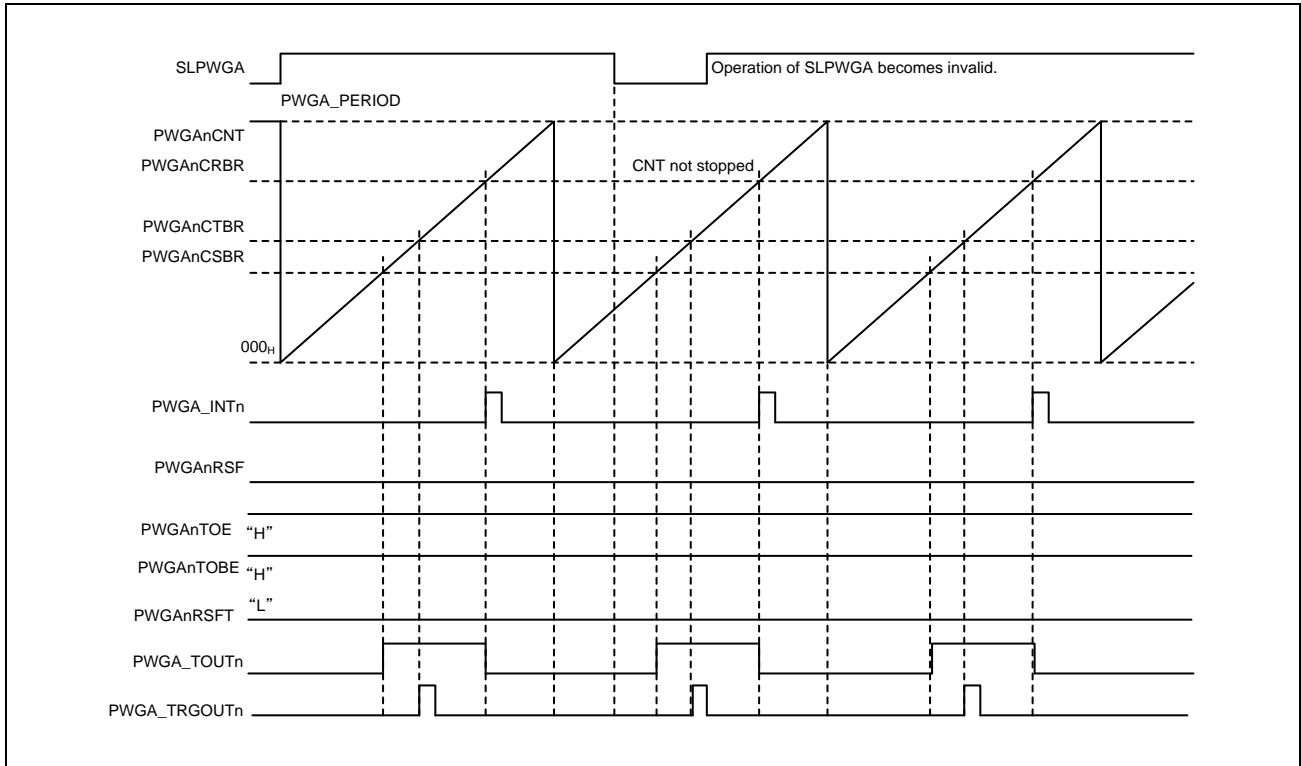 SLPWGA
Operation of SLPWGA becomes invalid.
PWGA_PERIOD
PWGAnCNT
PWGAnCRBR
CNT not stopped
PWGAnCTBR
PWGAnCSBR
000H
PWGA_INTn
PWGAnRSF
PWGAnTOE “H”
PWGAnTOBE “H”
PWGAnRSFT “L”
PWGA_TOUTn
PWGA_TRGOUTn